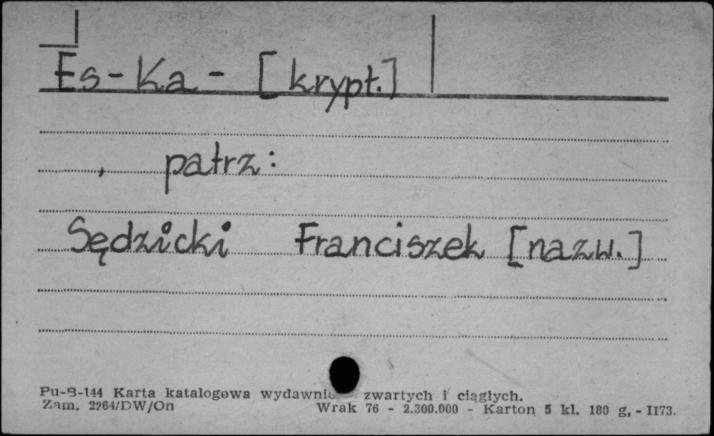 Es-Ka- [krypt.]
patrz:
Sędzicki Franciszek [nazw.]
Pu-B-144 Karta katalogowa wydawnic zwartych i ciągłych.
Zam. 2264/DW/On Wrak 76 - 2.300.000 - Karton 5 kl. 180 g, - II73.